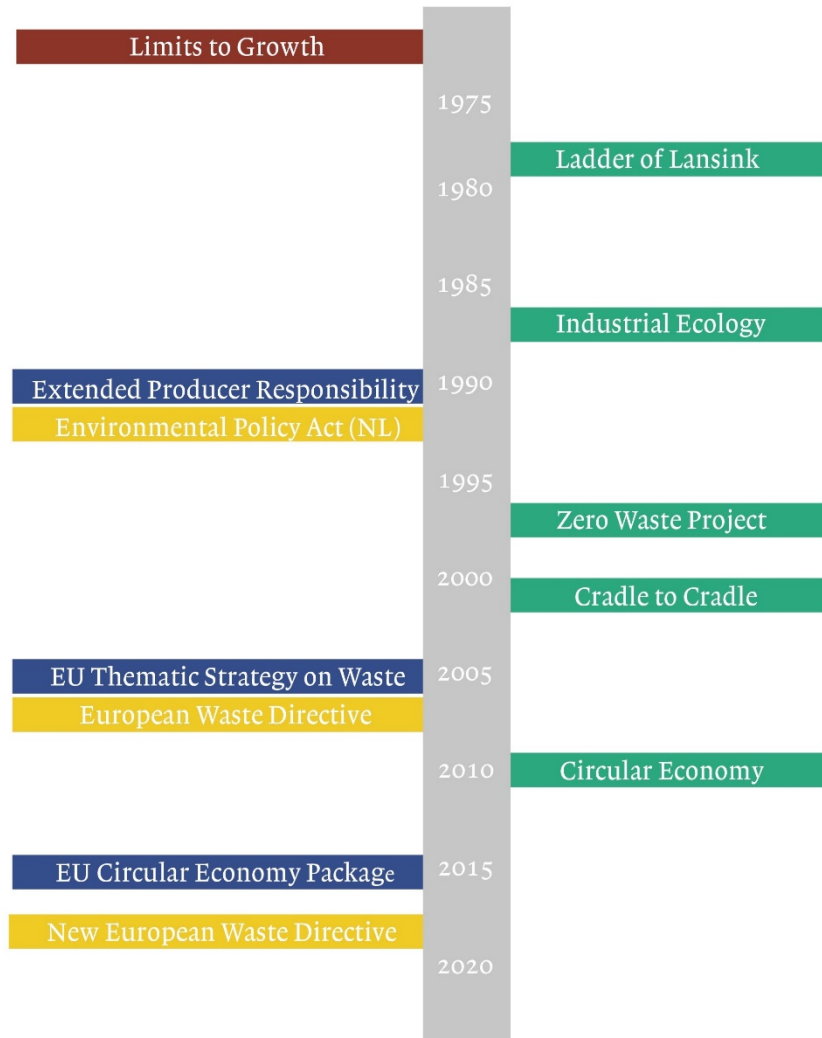 Limits to Growth
1975
Ladder of Lansink
1980
1985
Industrial Ecology
1990
Extended Producer Responsibility
Environmental Policy Act (NL)
1995
Zero Waste Project
2000
Cradle to Cradle
EU Thematic Strategy on Waste
2005
European Waste Directive
2010
Circular Economy
EU Circular Economy Package
2015
New European Waste Directive
2020